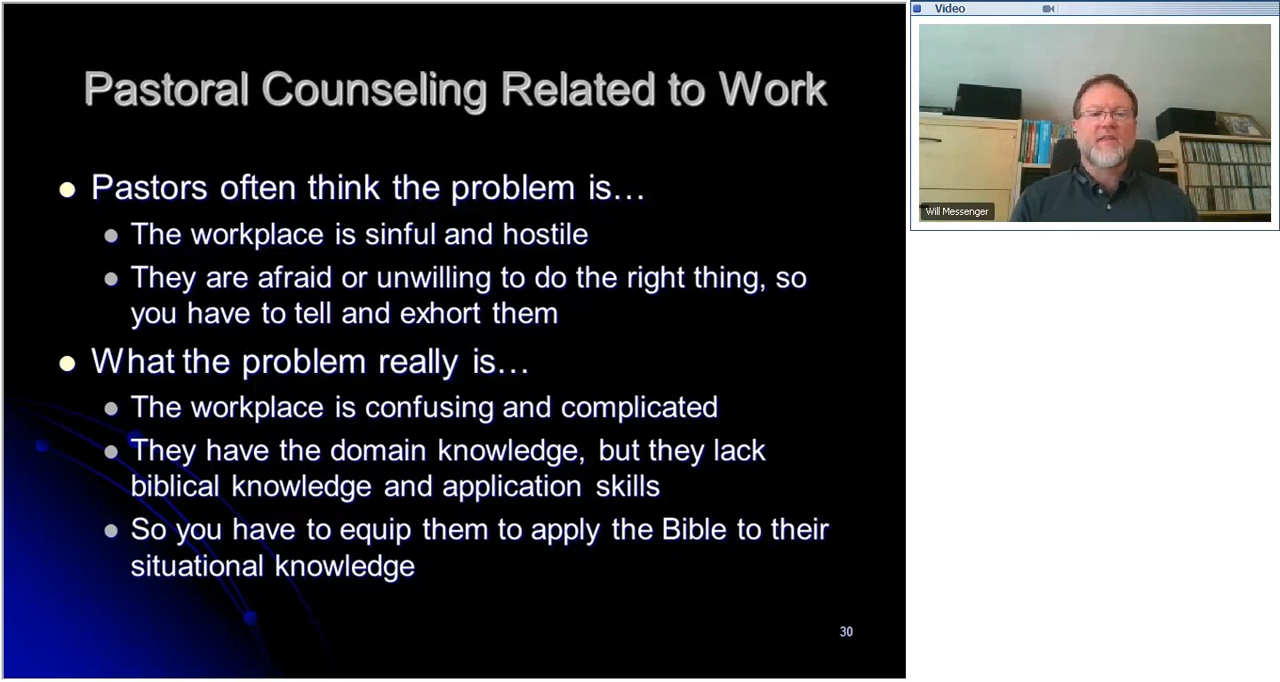 Pastoral Counseling Related to Work
Pastors often think the problem is…
The workplace is sinful and hostile
They are afraid or unwilling to do the right thing, so
you have to tell and exhort them
What the problem really is…
The workplace is confusing and complicated
They have the domain knowledge, but they lack
biblical knowledge and application skills
So you have to equip them to apply the Bible to their
situational knowledge
30
Video
Will Messenger